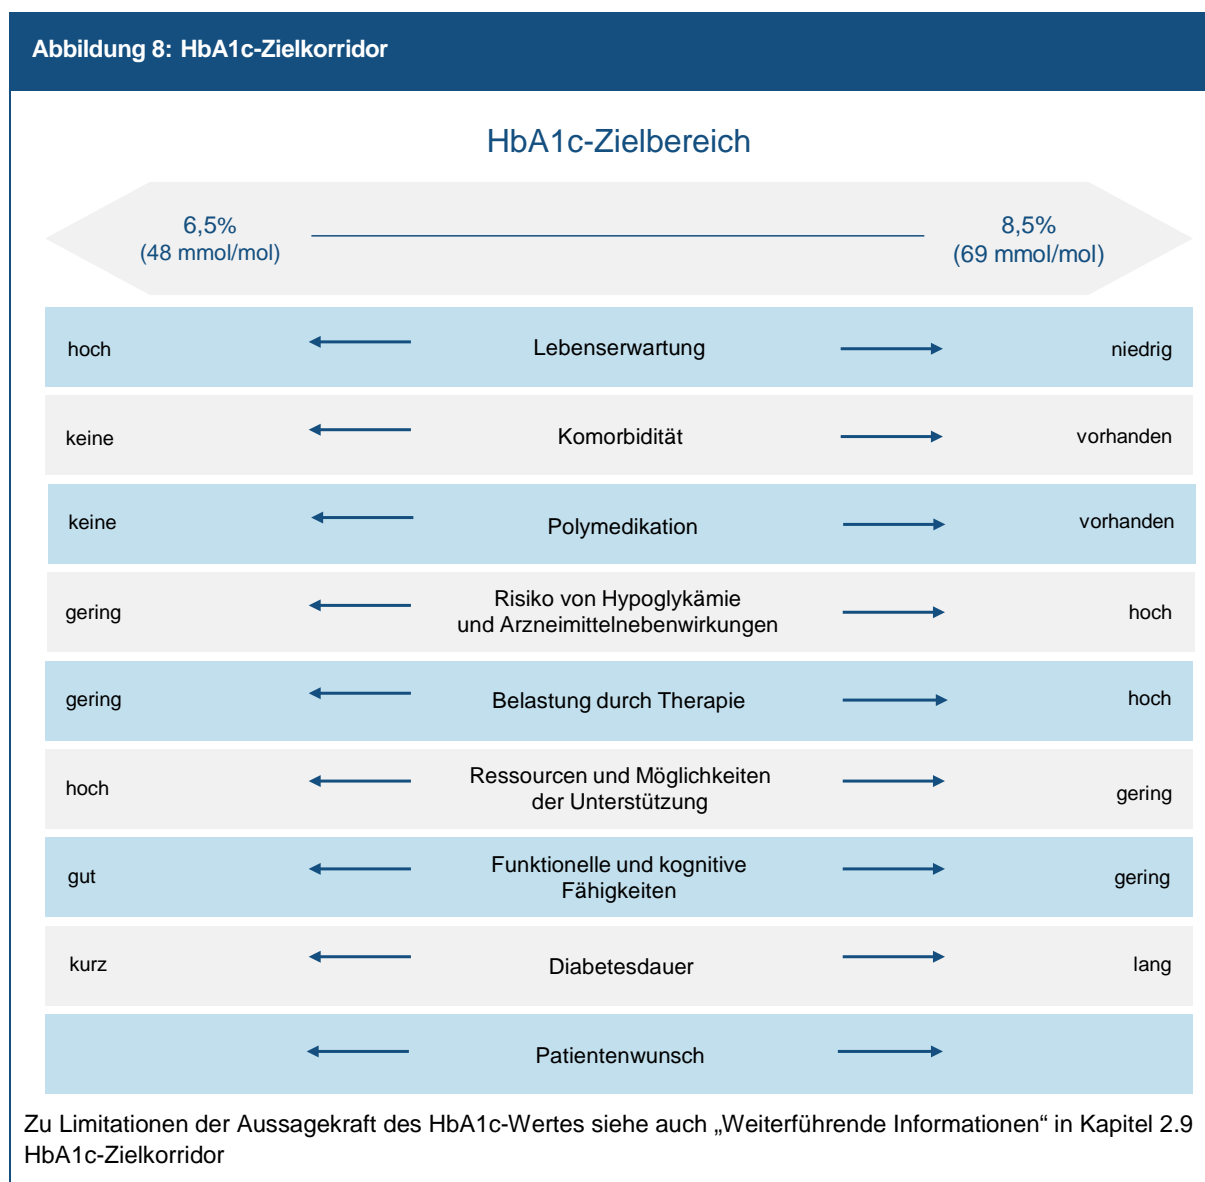 Abbildung 8: HbA1c-Zielkorridor
HbA1c-Zielbereich
6,5%
(48 mmol/mol)
8,5%
(69 mmol/mol)
hoch Lebenserwartung niedrig
keine Komorbidität vorhanden
keine Polymedikation vorhanden
gering Risiko von Hypoglykämie
und Arzneimittelnebenwirkungen hoch
gering Belastung durch Therapie hoch
hoch Ressourcen und Möglichkeiten
der Unterstützung gering
gut Funktionelle und kognitive
Fähigkeiten gering
kurz Diabetesdauer lang
Patientenwunsch
Zu Limitationen der Aussagekraft des HbA1c-Wertes siehe auch „Weiterführende Informationen“ in Kapitel 2.9
HbA1c-Zielkorridor